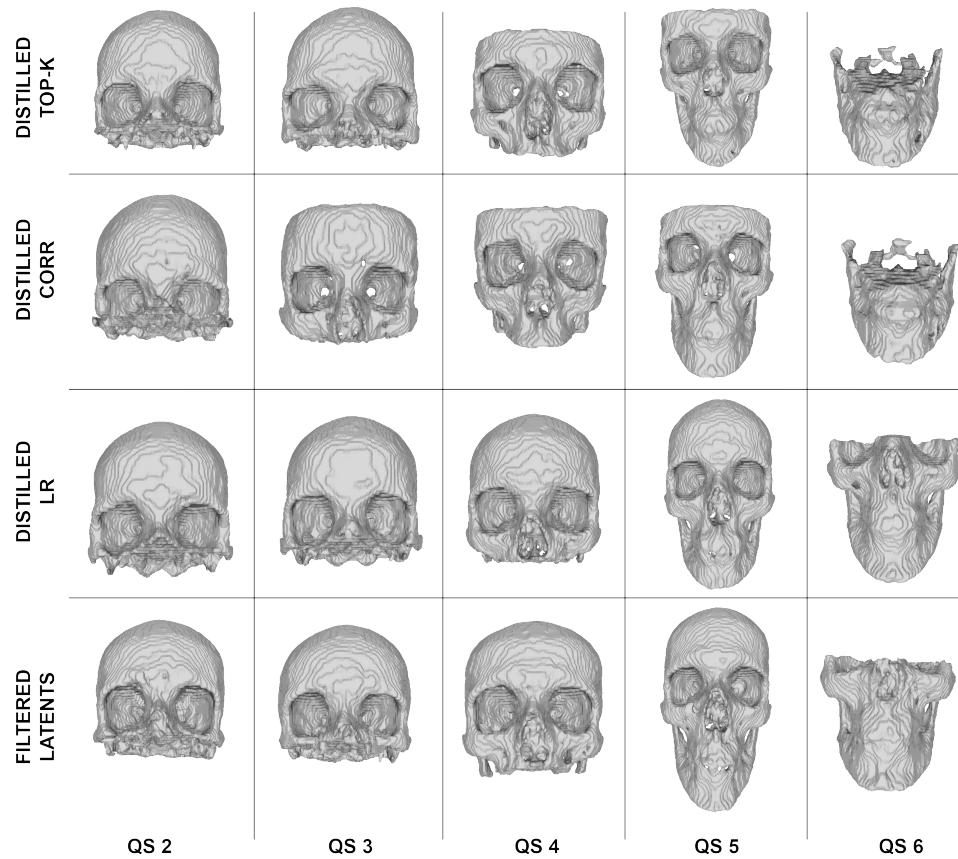 DISTILLED
TOP-K
DISTILLED
CORR
DISTILLED
LR
FILTERED
LATENTS
QS 2
QS 3
QS 4
QS 5
QS 6